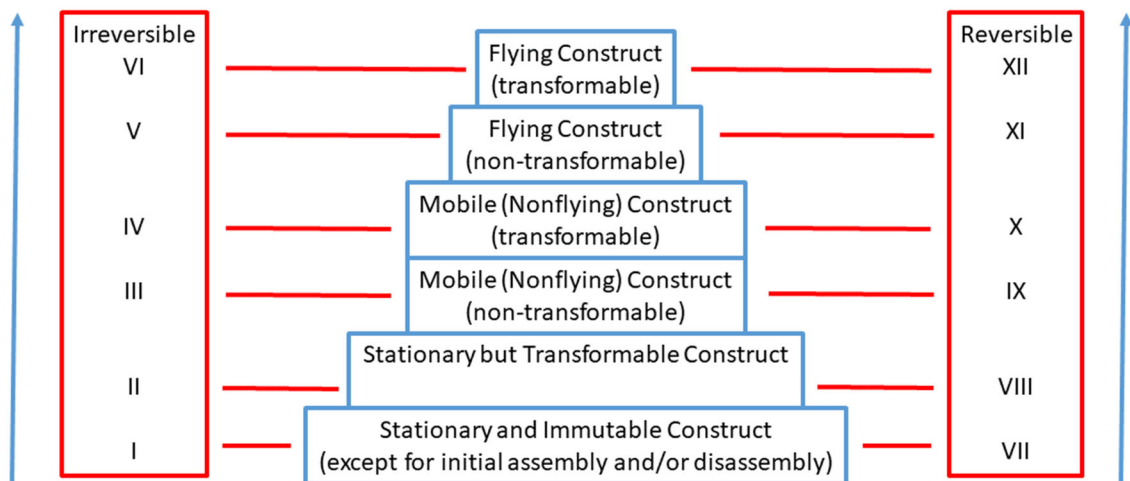 Irreversible
VI
V
IV
III
II
I
Flying Construct
(transformable)
Flying Construct
(non-transformable)
Mobile (Nonflying) Construct
(transformable)
Mobile (Nonflying) Construct
(non-transformable)
Stationary but Transformable Construct
Stationary and Immutable Construct
(except for initial assembly and/or disassembly)
Reversible
XII
XI
X
IX
VIII
VII